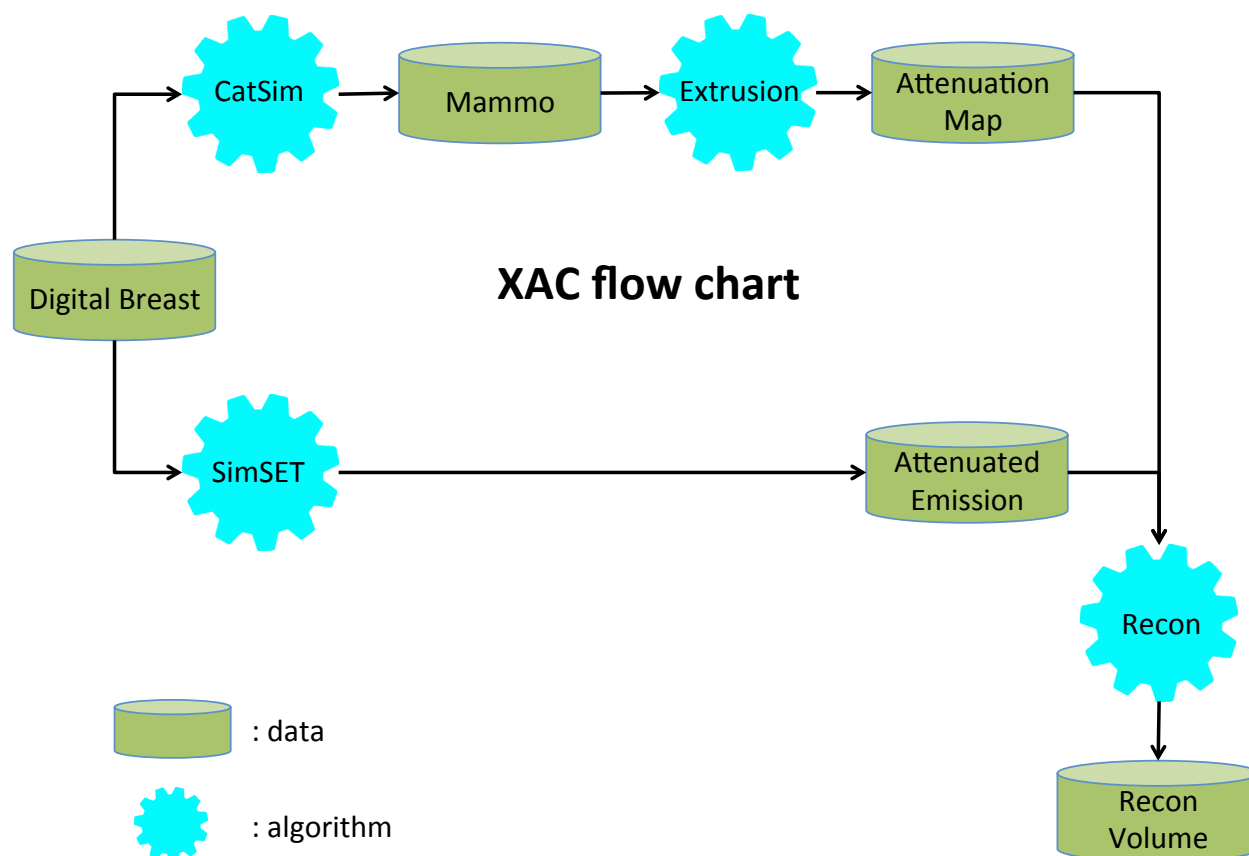 CatSim
Mammo
Extrusion
Attenuation
Map
Digital Breast
XAC flow chart
SimSET
Attenuated
Emission
Recon
: data
: algorithm
Recon
Volume